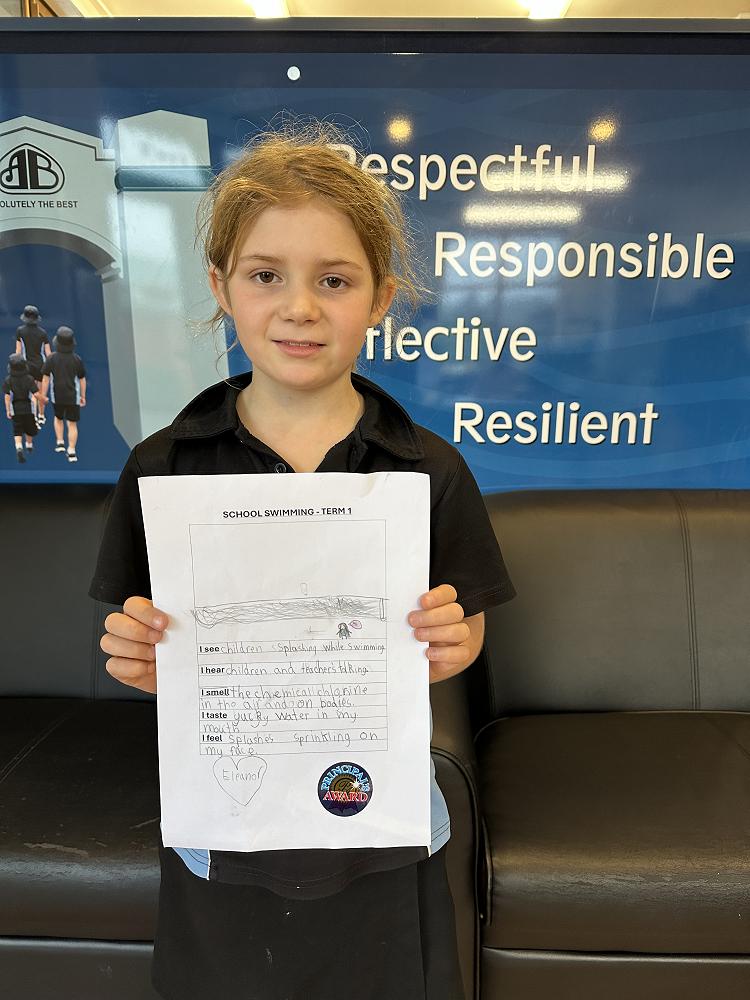 AB
OLUTELY THE BEST
Respectful
Responsible
flective
Resilient
SCHOOL SWIMMING - TERM 1
I see children splashing while swimming
I hear children and teachers talking.
I smell the chemical chlorine
in the air and on bodies.
I taste yucky water in my
mouth
I feel splashes sprinkling on
my face.
Eleanor
PRINCIPAL'S
AWARD